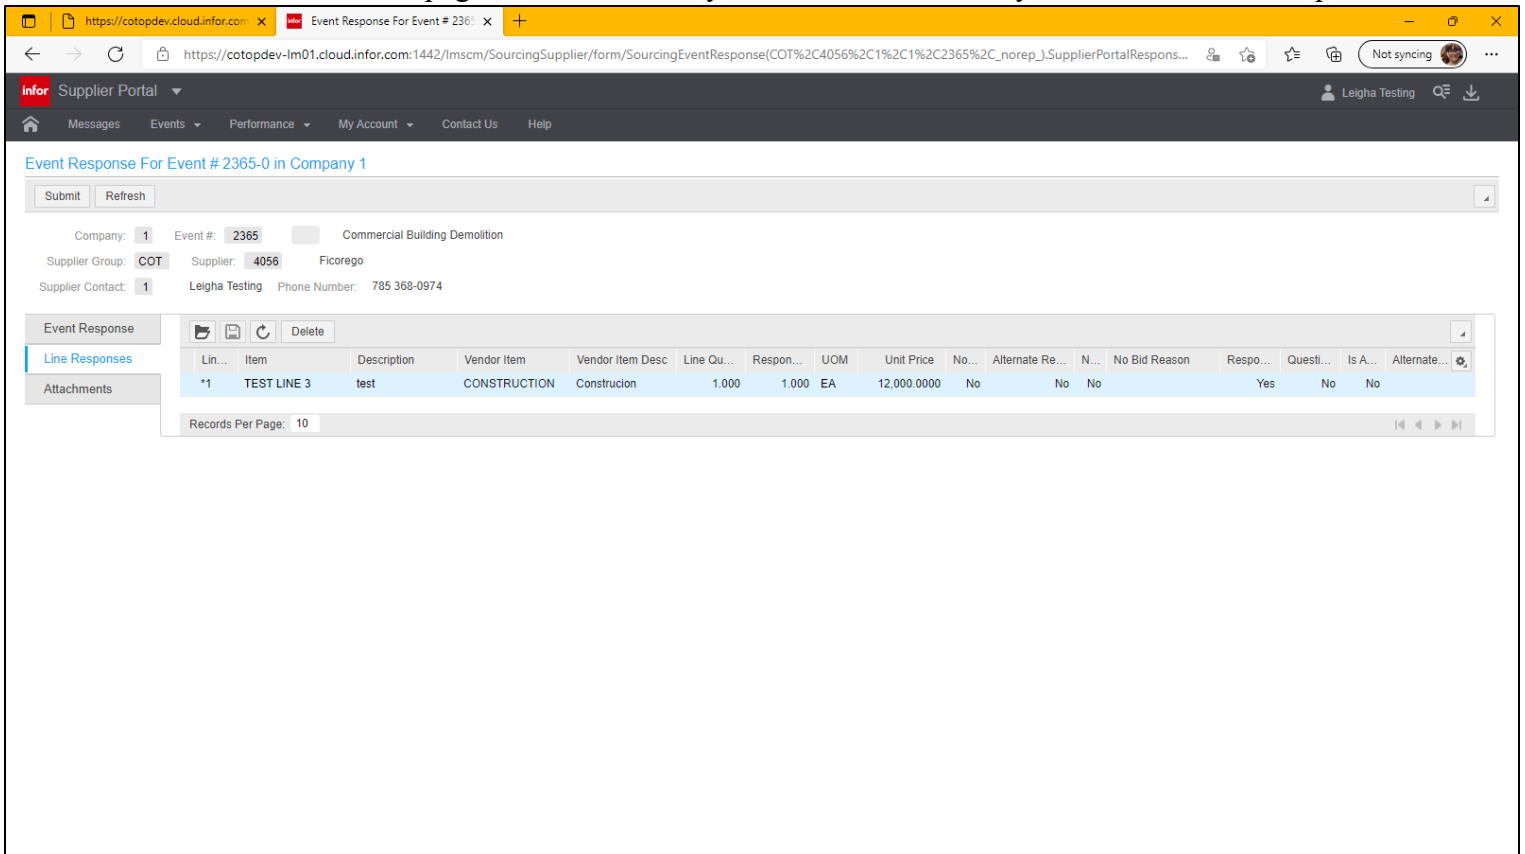 https://cotopdev.cloud.infor.com
Event Response For Event # 236
https://cotopdev-lm01.cloud.infor.com:1442/lmscm/SourcingSupplier/form/SourcingEventResponse(COT%2C4056%2C1%2C1%2C2365%2C_norep_).SupplierPortalRespons...
Not syncing
infor Supplier Portal
Leigha Testing
Messages Events Performance My Account Contact Us Help
Event Response For Event # 2365-0 in Company 1
Submit Refresh
Company: 1 Event #: 2365 Commercial Building Demolition
Supplier Group: COT Supplier: 4056 Ficorego
Supplier Contact: 1 Leigha Testing Phone Number: 785 368-0974
Event Response
Line Responses
Attachments
Delete
Lin... Item Description Vendor Item Vendor Item Desc Line Qu... Respon... UOM Unit Price No... Alternate Re... N... No Bid Reason Respo... Questi... Is A... Alternate...
*1 TEST LINE 3 test CONSTRUCTION Construcion 1.000 1.000 EA 12,000.0000 No No No Yes No No
Records Per Page: 10